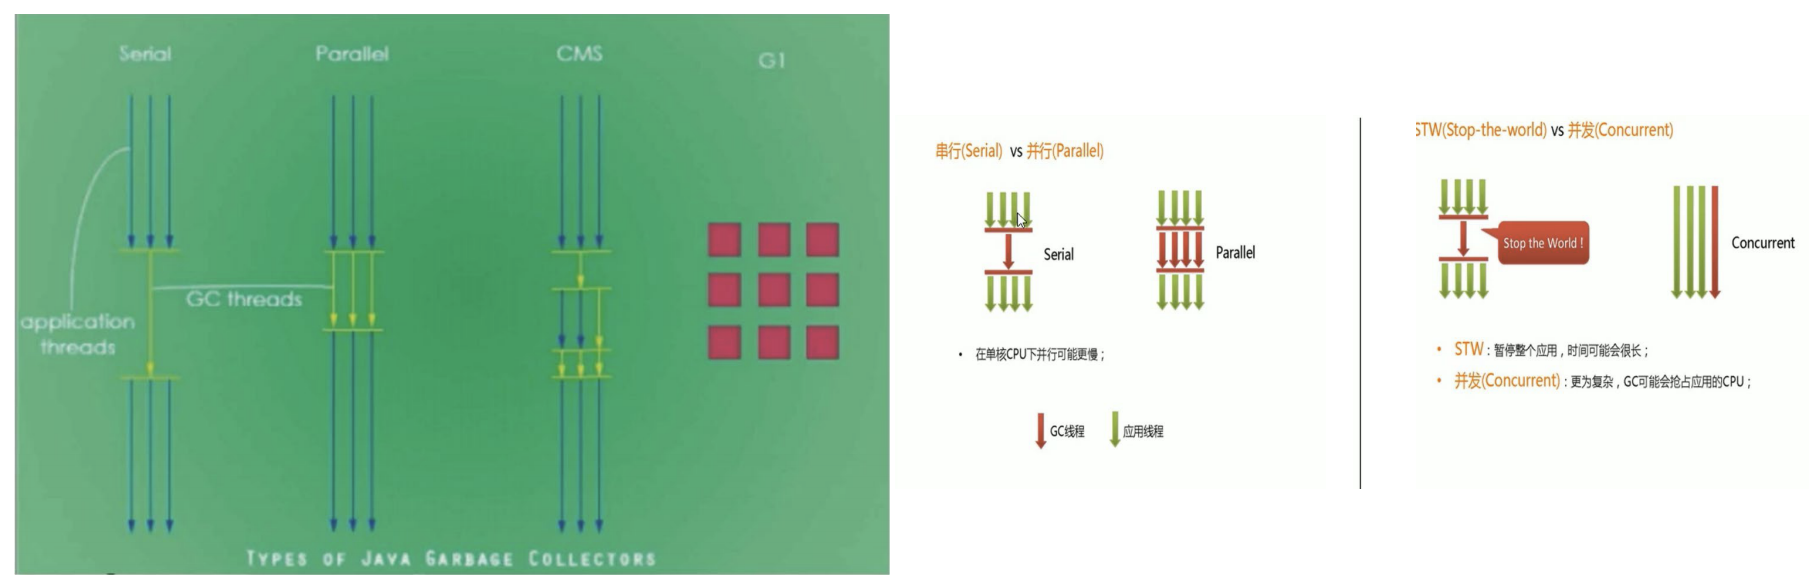 Serial
Parallel
CMS
G1
GC threads
application
threads
TYPES OF JAVA GARBAGE COLLECTORS
串行(Serial) vs 并行(Parallel)
Serial
Parallel
• 在单核CPU下并行可能更慢；
GC线程
应用线程
STW(Stop-the-world) vs 并发(Concurrent)
Stop the World !
Concurrent
• STW：暂停整个应用，时间可能会很长；
• 并发(Concurrent)：更为复杂，GC可能会抢占应用的CPU；